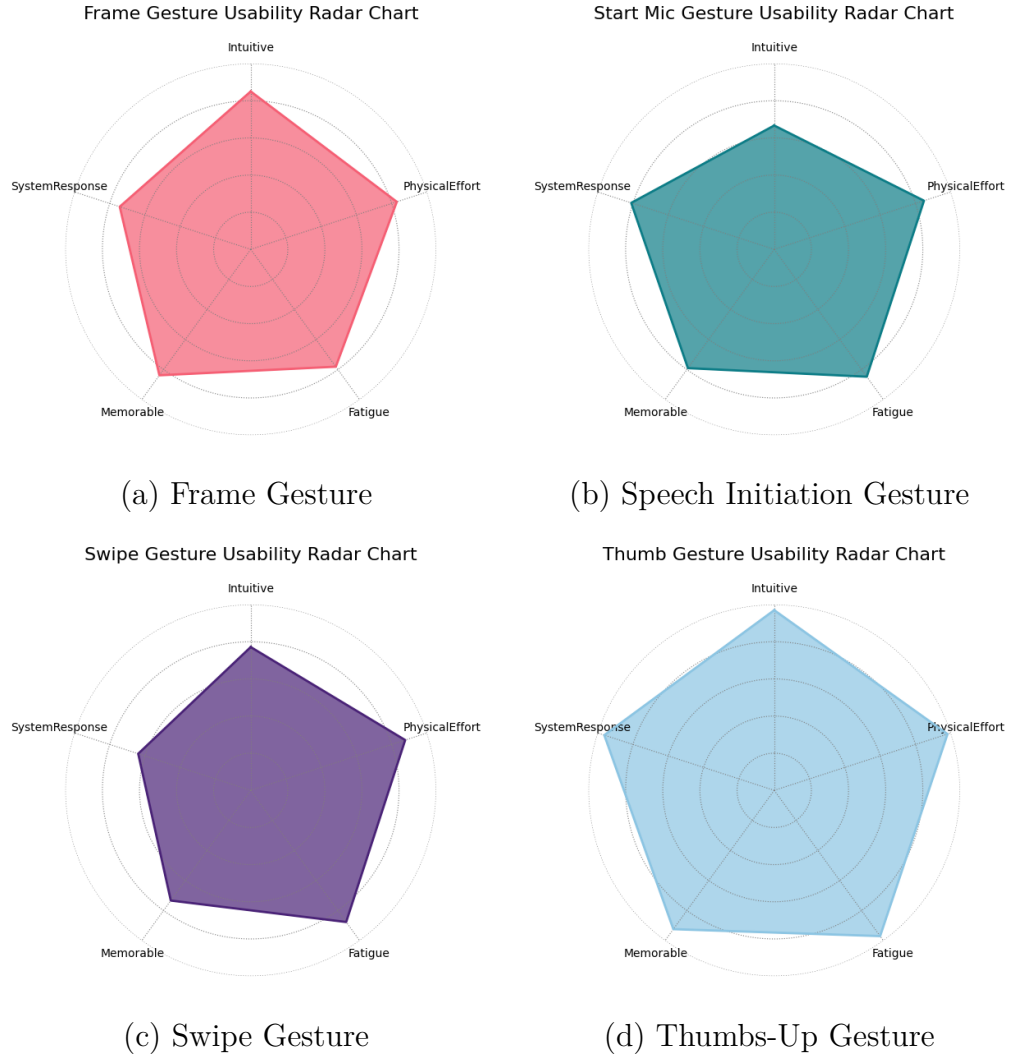 Frame Gesture Usability Radar Chart
Intuitive
PhysicalEffort
SystemResponse
Memorable
Fatigue
(a) Frame Gesture
Start Mic Gesture Usability Radar Chart
Intuitive
PhysicalEffort
SystemResponse
Memorable
Fatigue
(b) Speech Initiation Gesture
Swipe Gesture Usability Radar Chart
Intuitive
PhysicalEffort
SystemResponse
Memorable
Fatigue
(c) Swipe Gesture
Thumb Gesture Usability Radar Chart
Intuitive
PhysicalEffort
SystemResponse
Memorable
Fatigue
(d) Thumbs-Up Gesture